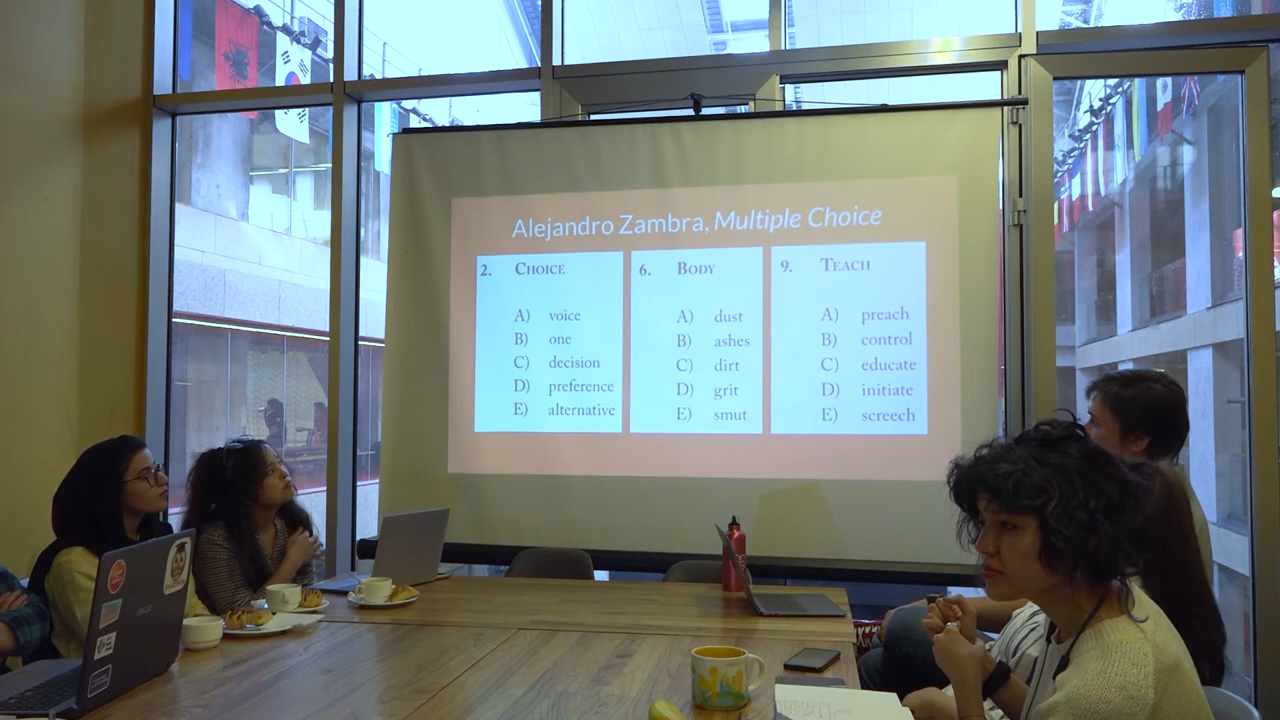 Alejandro Zambra, Multiple Choice
2. CHOICE
A) voice
B) one
C) decision
D) preference
E) alternative
6. BODY
A) dust
B) ashes
C) dirt
D) grit
E) smut
9. TEACH
A) preach
B) control
C) educate
D) initiate
E) screech